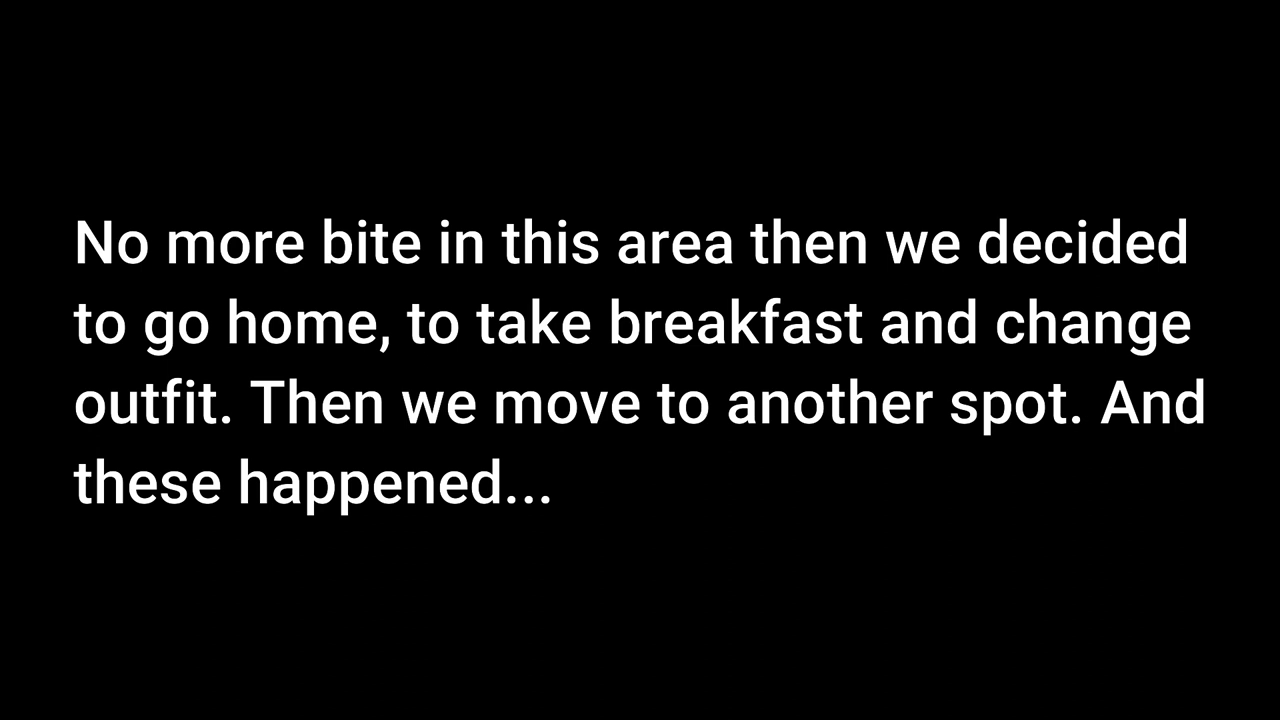 No more bite in this area then we decided
to go home, to take breakfast and change
outfit. Then we move to another spot. And
these happened...